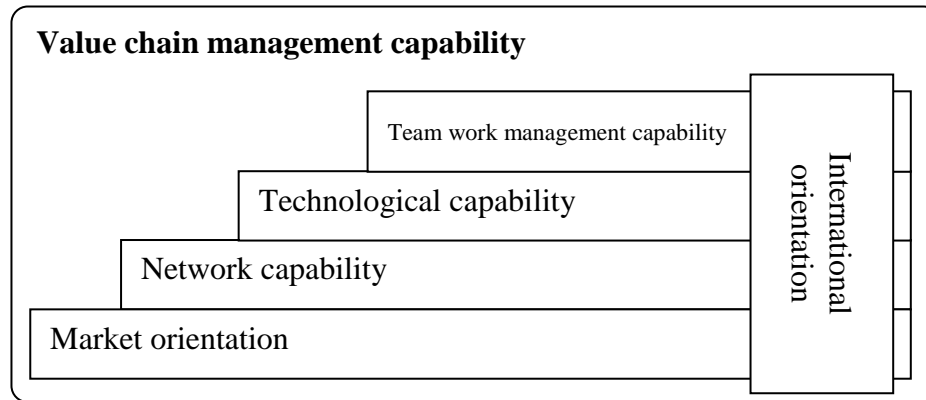 Value chain management capability
Team work management capability
Technological capability
Network capability
Market orientation
International
orientation